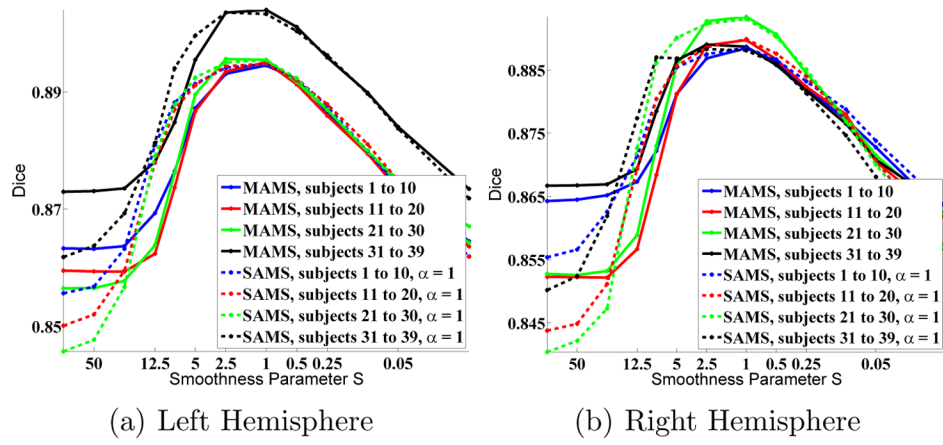 Dice
0.89
0.87
0.85
MAMS, subjects 1 to 10
MAMS, subjects 11 to 20
MAMS, subjects 21 to 30
MAMS, subjects 31 to 39
SAMS, subjects 1 to 10, α = 1
SAMS, subjects 11 to 20, α = 1
SAMS, subjects 21 to 30, α = 1
SAMS, subjects 31 to 39, α = 1
50 12.5 5 2.5 1 0.5 0.25 0.05
Smoothness Parameter S
(a) Left Hemisphere
Dice
0.885
0.875
0.865
0.855
0.845
MAMS, subjects 1 to 10
MAMS, subjects 11 to 20
MAMS, subjects 21 to 30
MAMS, subjects 31 to 39
SAMS, subjects 1 to 10, α = 1
SAMS, subjects 11 to 20, α = 1
SAMS, subjects 21 to 30, α = 1
SAMS, subjects 31 to 39, α = 1
50 12.5 5 2.5 1 0.5 0.25 0.05
Smoothness Parameter S
(b) Right Hemisphere